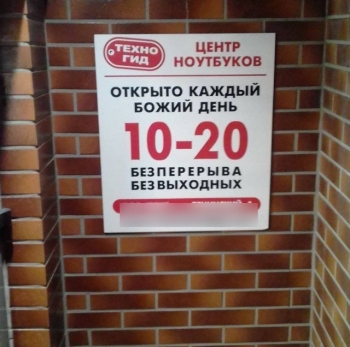 ТЕХНО
ГИД
ЦЕНТР
НОУТБУКОВ
ОТКРЫТО КАЖДЫЙ
БОЖИЙ ДЕНЬ
10-20
БЕЗПЕРЕРЫВА
БЕЗВЫХОДНЫХ